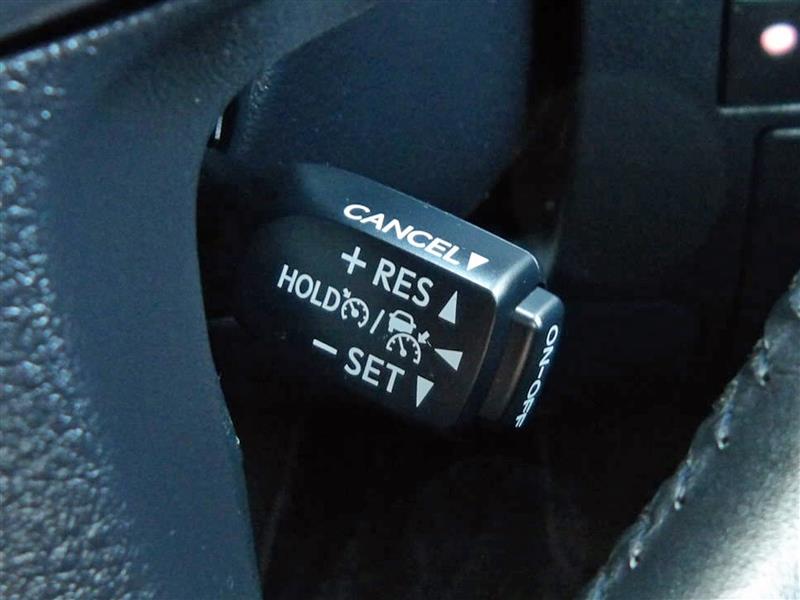 CANCEL▼
+ RES ▲
HOLD / ◀
− SET ▼
ON-OFF